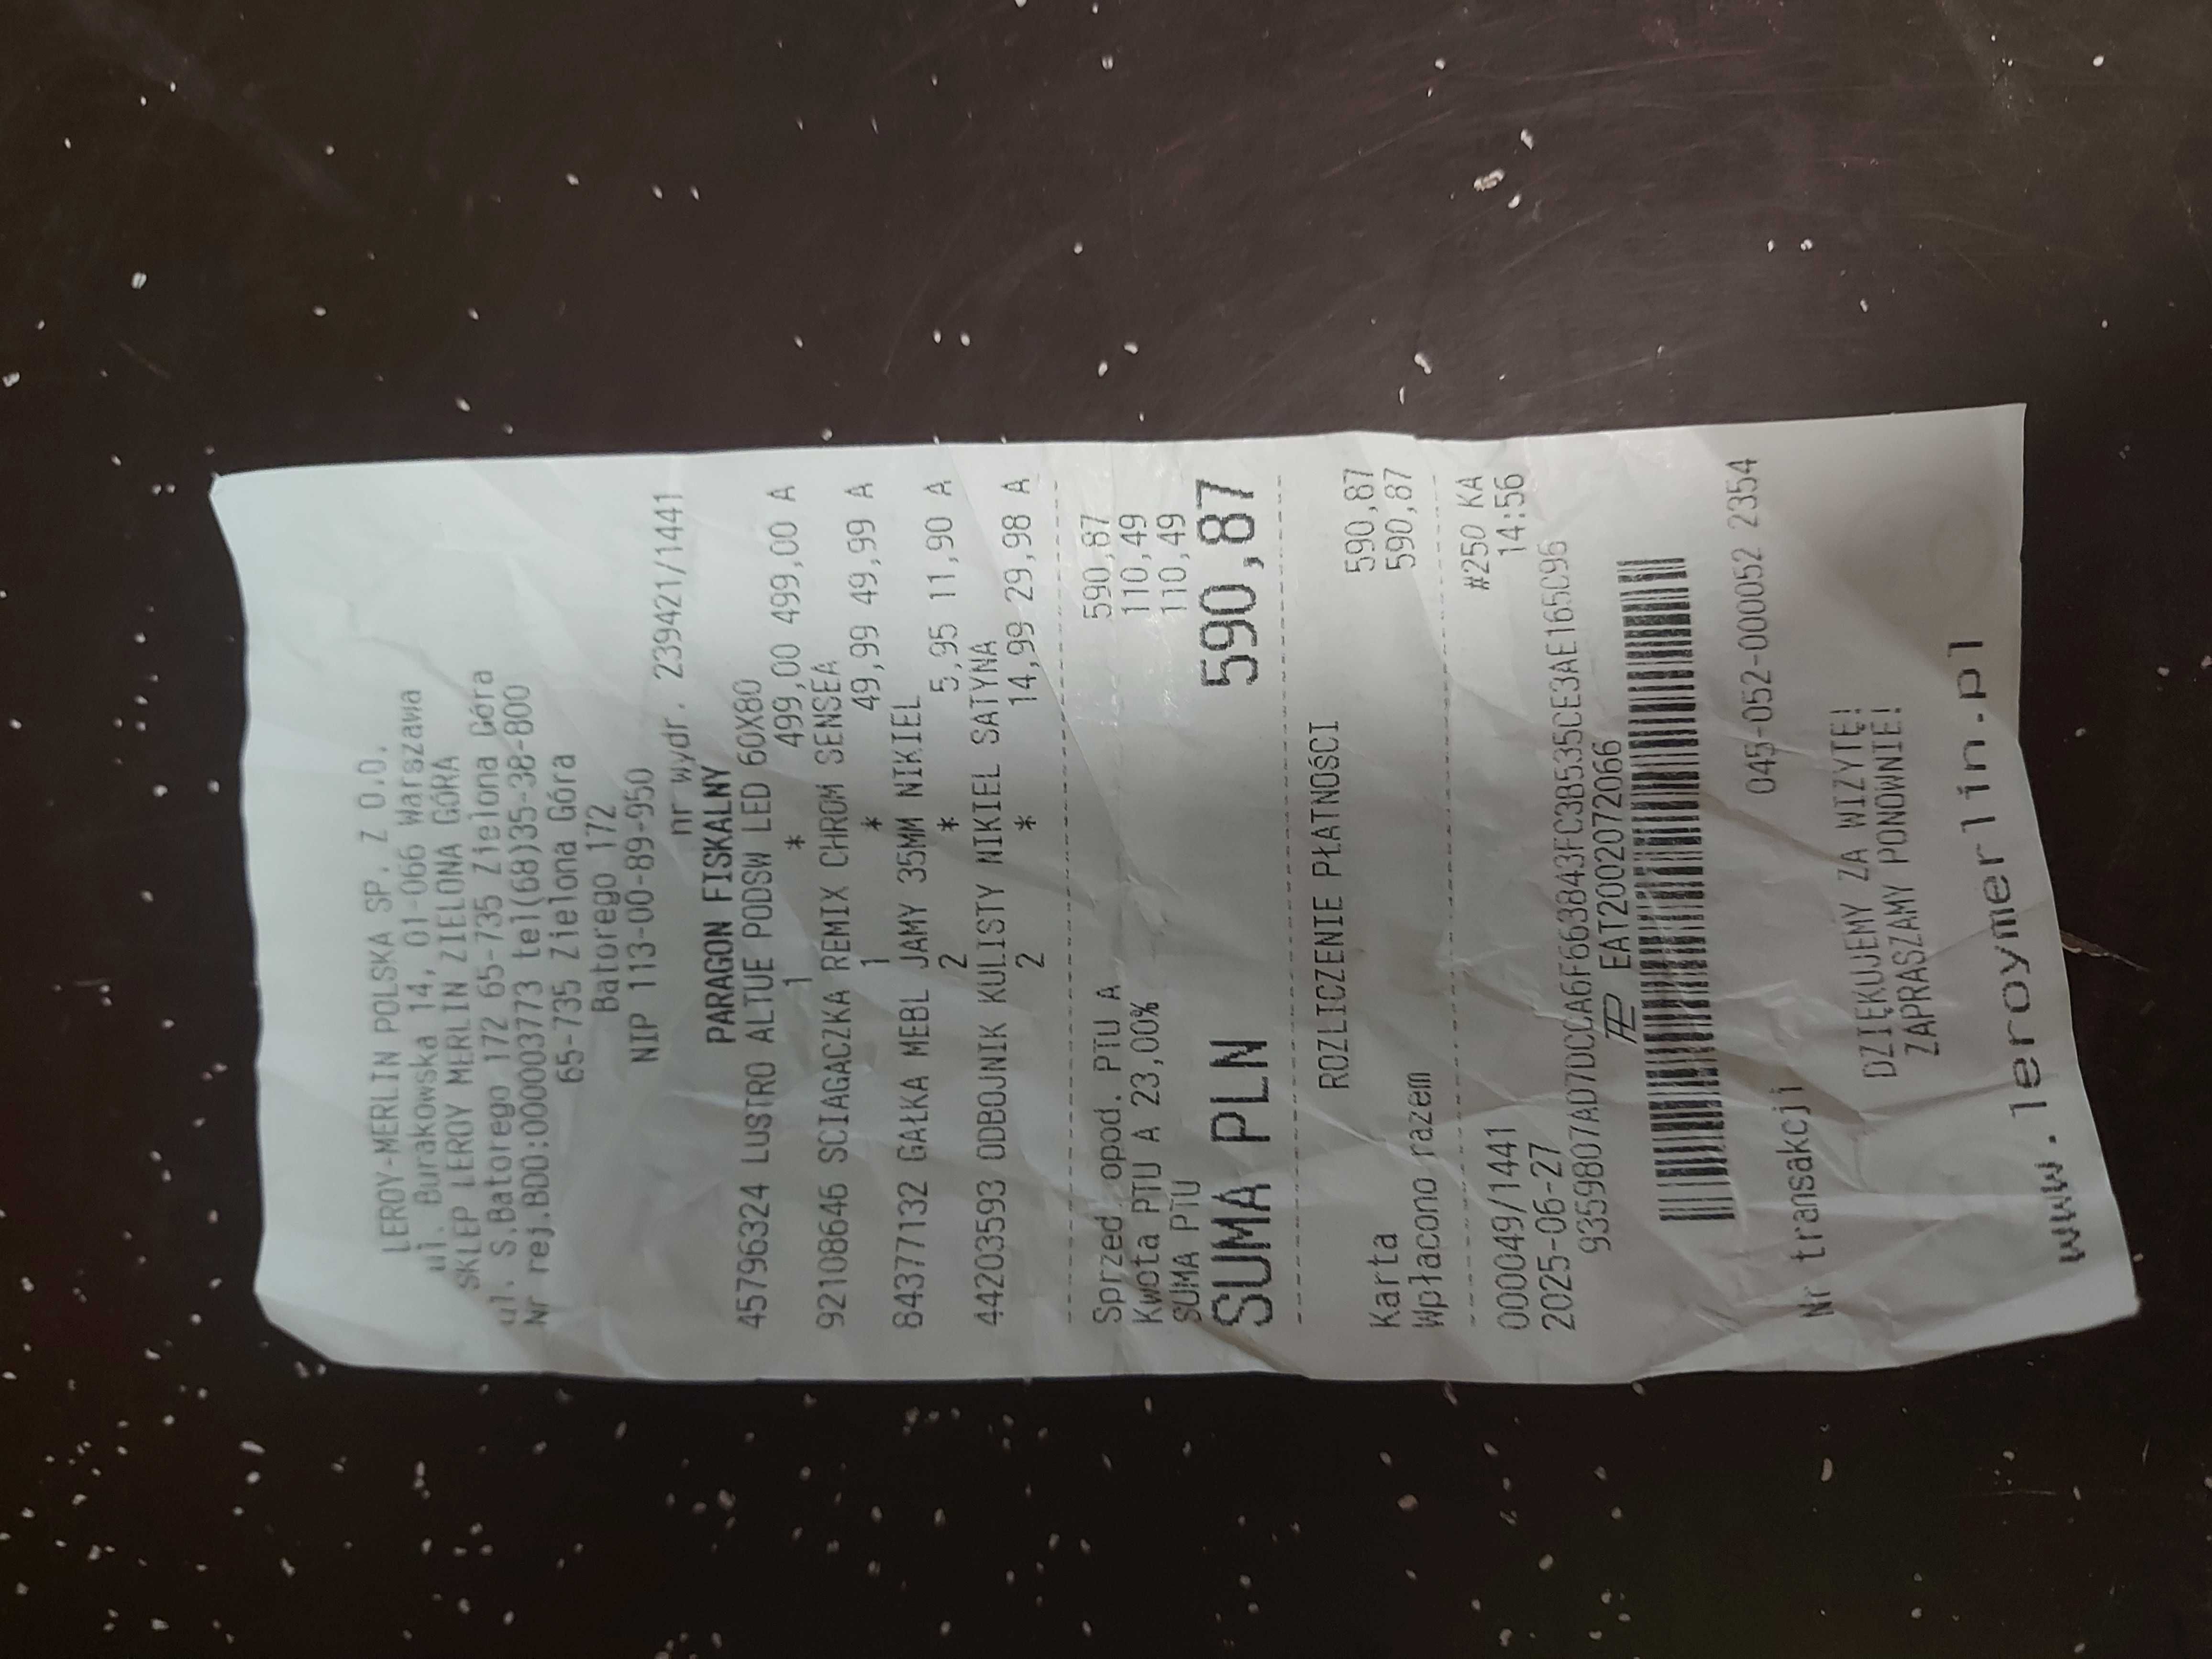 LEROY-MERLIN POLSKA SP. Z O.O.
ul. Burakowska 14, 01-066 Warszawa
SKLEP LEROY MERLIN ZIELONA GÓRA
ul. S.Batorego 172 65-735 Zielona Góra
Nr rej.BDO:000003773 tel(68)35-38-800
65-735 Zielona Góra
Batorego 172
NIP 113-00-89-950
nr wydr. 239421/1441
PARAGON FISKALNY
45796324 LUSTRO ALTUE PODSW LED 60X80
1 * 499,00 499,00 A
92108646 SCIAGACZKA REMIX CHROM SENSEA
1 * 49,99 49,99 A
84377132 GAŁKA MEBL JAMY 35MM NIKIEL
2 * 5,95 11,90 A
44203593 ODBOJNIK KULISTY NIKIEL SATYNA
2 * 14,99 29,98 A
Sprzed. opod. PTU A 590,87
Kwota PTU A 23,00% 110,49
SUMA PTU 110,49
SUMA PLN 590,87
ROZLICZENIE PŁATNOŚCI
Karta 590,87
Wpłacono razem 590,87
000049/1441 #250 KA
2025-06-27 14:56
9359807AD7DCCA6F663843FC3B535CE3AE165C96
EAT2002072066
Nr transakcji 045-052-000052 2354
DZIĘKUJEMY ZA WIZYTĘ!
ZAPRASZAMY PONOWNIE!
www.leroymerlin.pl